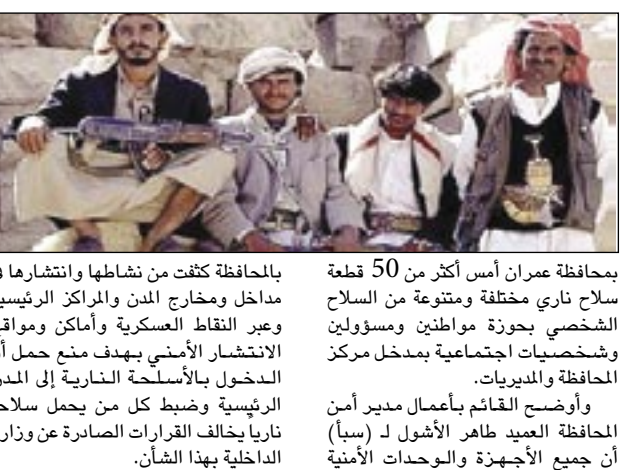 بمحافظة عمران أمس أكثر من 50 قطعة
سلاح ناري مختلفة ومتنوعة من السلاح
الشخصي بحوزة مواطنين ومسؤولين
وشخصيات اجتماعية بمدخل مركز
المحافظة والمديريات.
وأوضح القائم بأعمال مدير أمن
المحافظة العميد طاهر الأشول لـ (سبأ)
أن جميع الأجهزة والوحدات الأمنية
بالمحافظة كثفت من نشاطها وانتشارها
مداخل ومخارج المدن والمراكز
وعبر النقاط العسكرية وأماكن
الانتشار الأمني بهدف منع حمل
الدخول بالأسلحة النارية إلى
الرئيسية وضبط كل من يحمل
نارياً يخالف القرارات الصادرة عن
الداخلية بهذا الشأن.